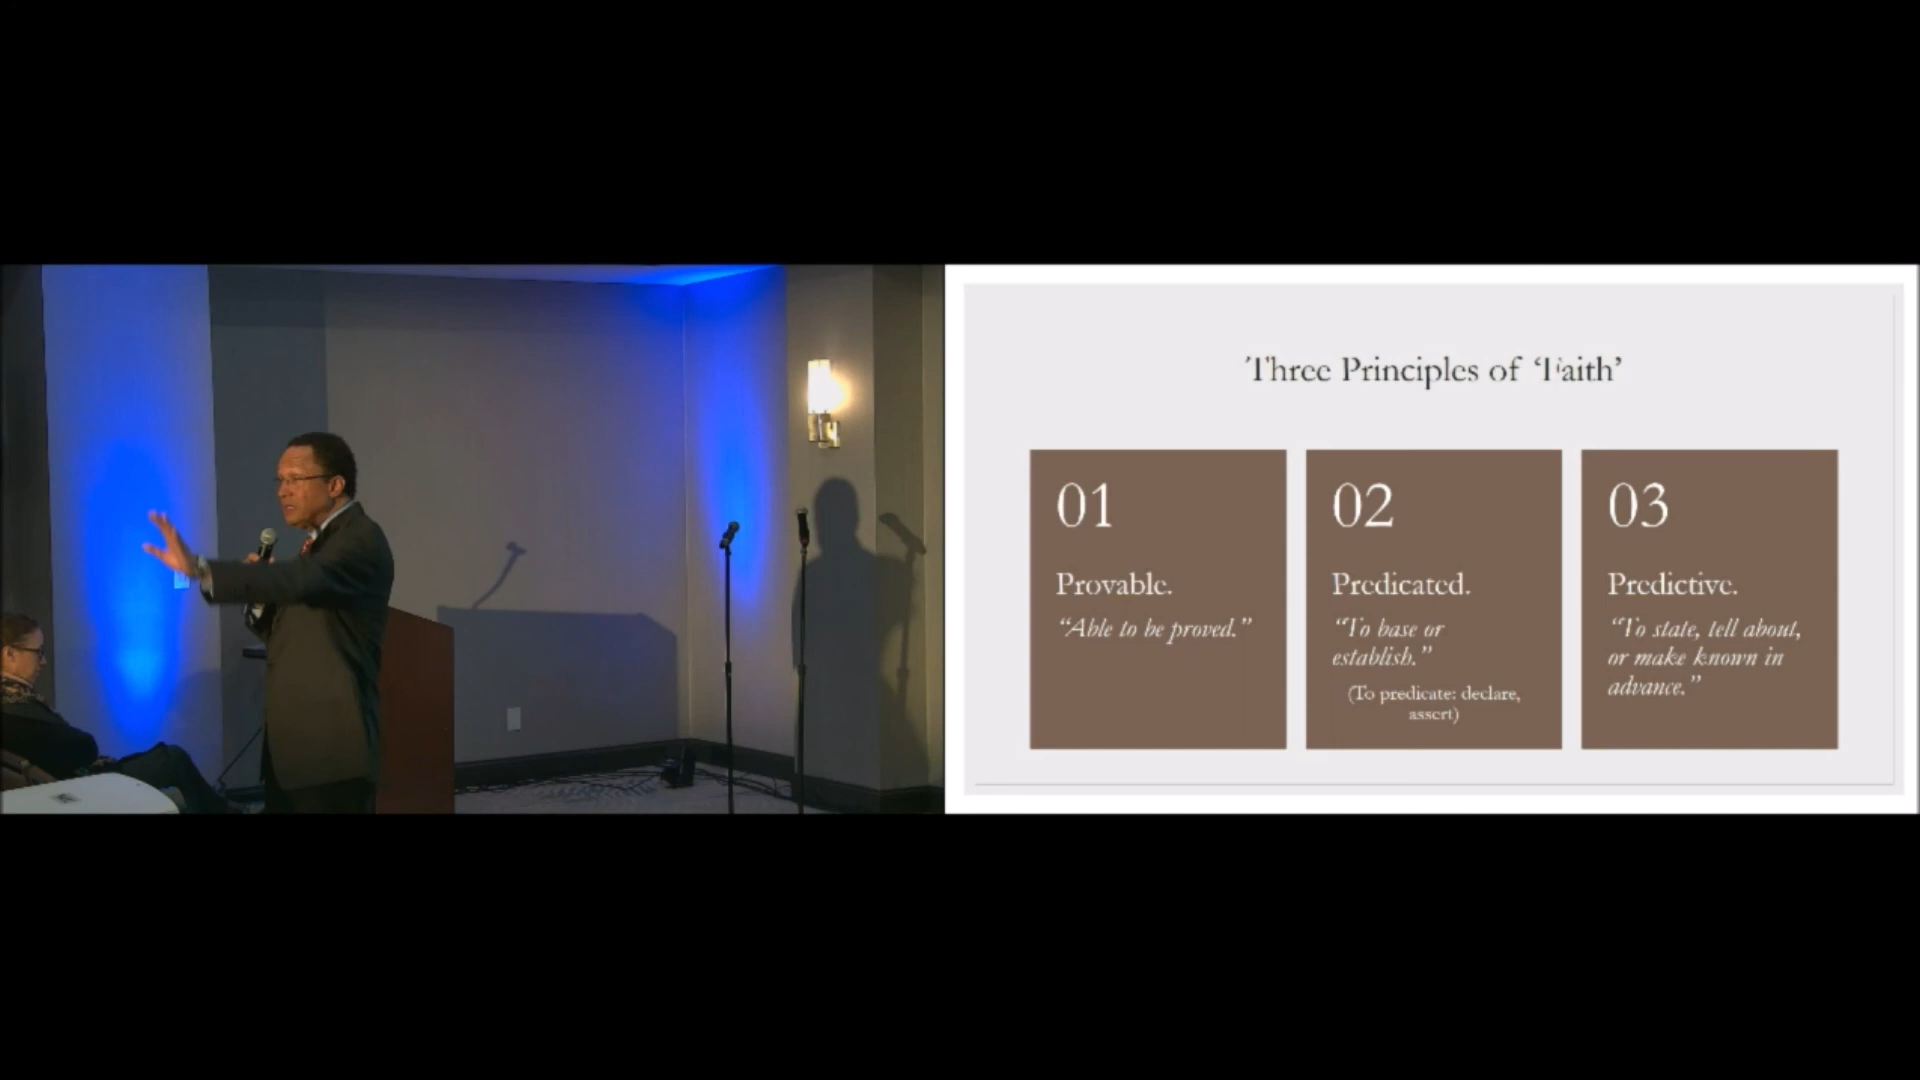 Three Principles of ‘Faith’
01
Provable.
“Able to be proved.”
02
Predicated.
“To base or
establish.”
(To predicate: declare,
assert)
03
Predictive.
“To state, tell about,
or make known in
advance.”